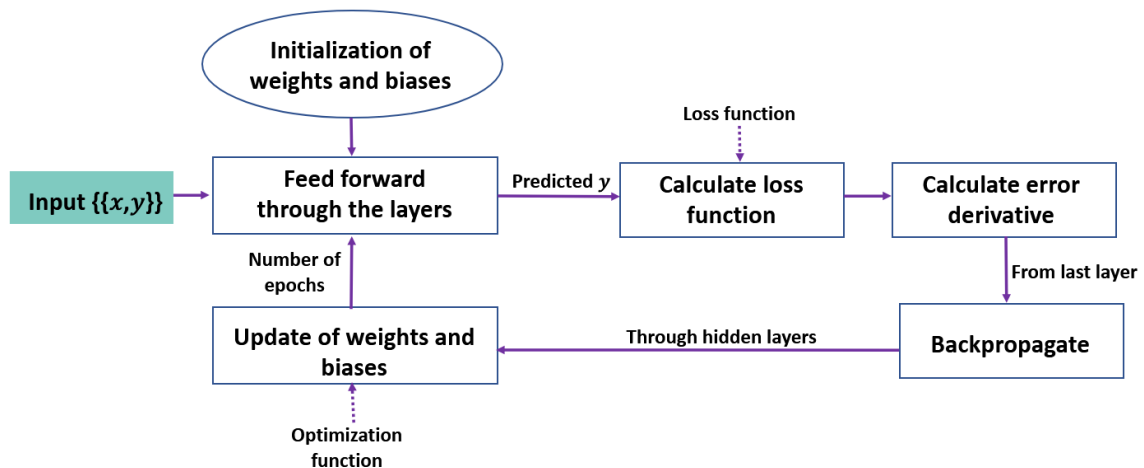 Initialization of
weights and biases
Loss function
Input {{x,y}}
Feed forward
through the layers
Predicted y
Calculate loss
function
Calculate error
derivative
Number of
epochs
From last layer
Update of weights and
biases
Through hidden layers
Backpropagate
Optimization
function